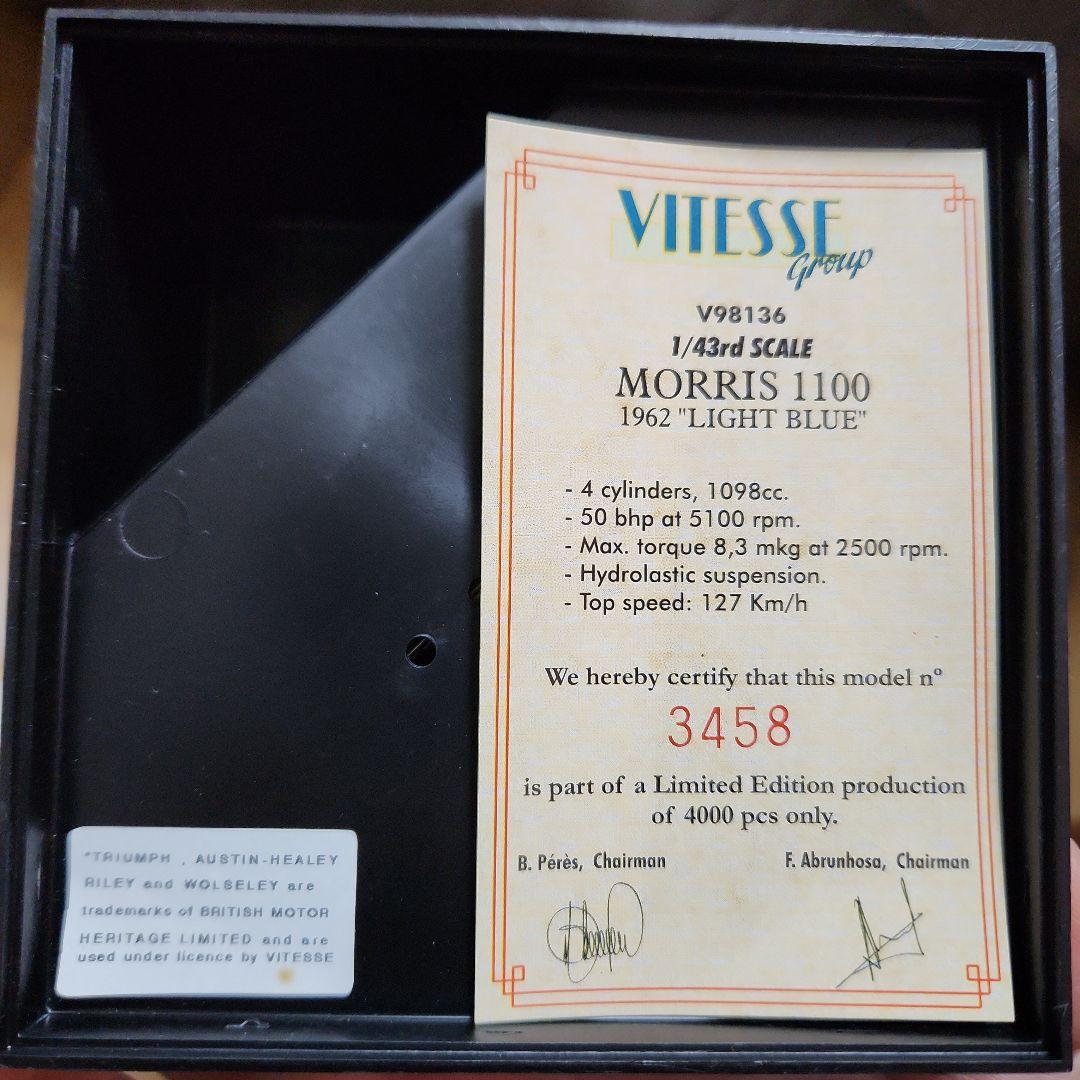 VITESSE
Group
V98136
1/43rd SCALE
MORRIS 1100
1962 "LIGHT BLUE"
- 4 cylinders, 1098cc.
- 50 bhp at 5100 rpm.
- Max. torque 8,3 mkg at 2500 rpm.
- Hydrolastic suspension.
- Top speed: 127 Km/h
We hereby certify that this model nº
3458
is part of a Limited Edition production
of 4000 pcs only.
B. Pérès, Chairman
F. Abrunhosa, Chairman
"TRIUMPH , AUSTIN-HEALEY
RILEY and WOLSELEY are
trademarks of BRITISH MOTOR
HERITAGE LIMITED and are
used under licence by VITESSE